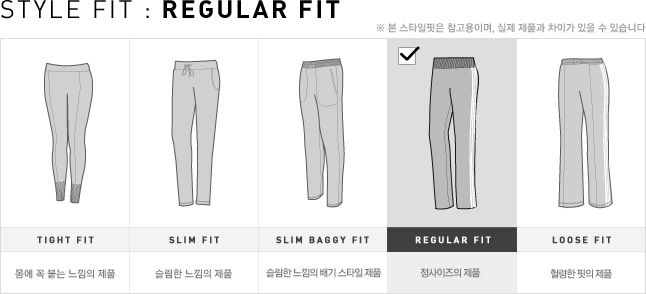 STYLE FIT : REGULAR FIT
※ 본 스타일핏은 참고용이며, 실제 제품과 차이가 있을 수 있습니다
TIGHT FIT
SLIM FIT
SLIM BAGGY FIT
REGULAR FIT
LOOSE FIT
몸에 꼭 붙는 느낌의 제품
슬림한 느낌의 제품
슬림한 느낌의 배기 스타일 제품
정사이즈의 제품
헐렁한 핏의 제품